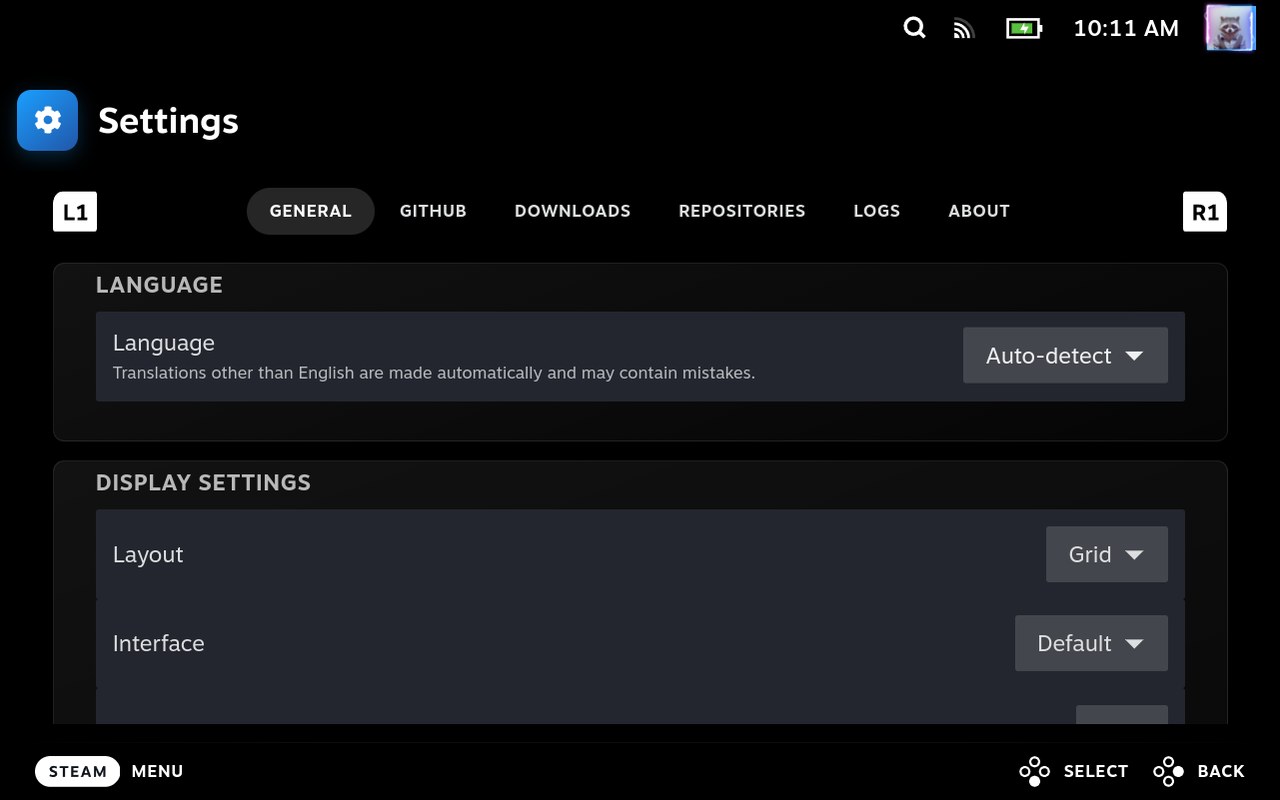 10:11 AM
Settings
L1
GENERAL
GITHUB
DOWNLOADS
REPOSITORIES
LOGS
ABOUT
R1
LANGUAGE
Language
Auto-detect
Translations other than English are made automatically and may contain mistakes.
DISPLAY SETTINGS
Layout
Grid
Interface
Default
STEAM
MENU
SELECT
BACK